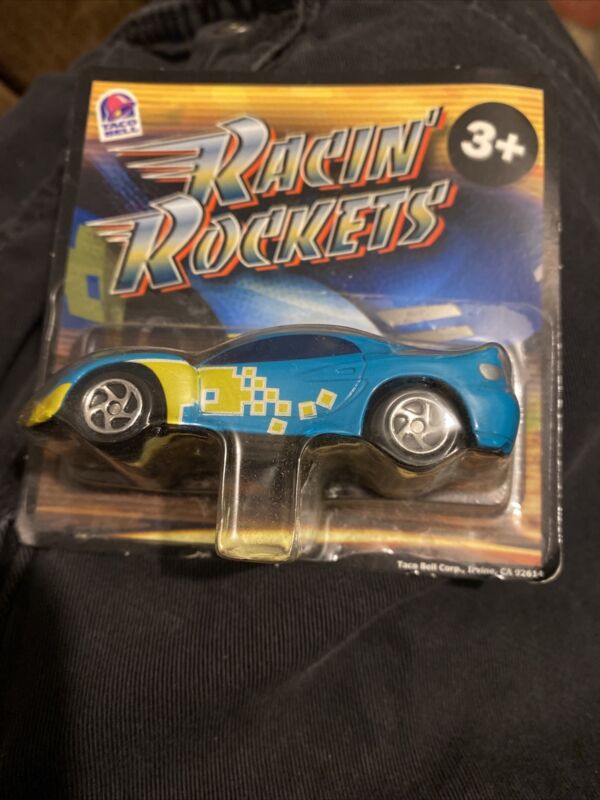 TACO
BELL
RACIN'
ROCKETS
3+
Taco Bell Corp., Irvine, CA 92614